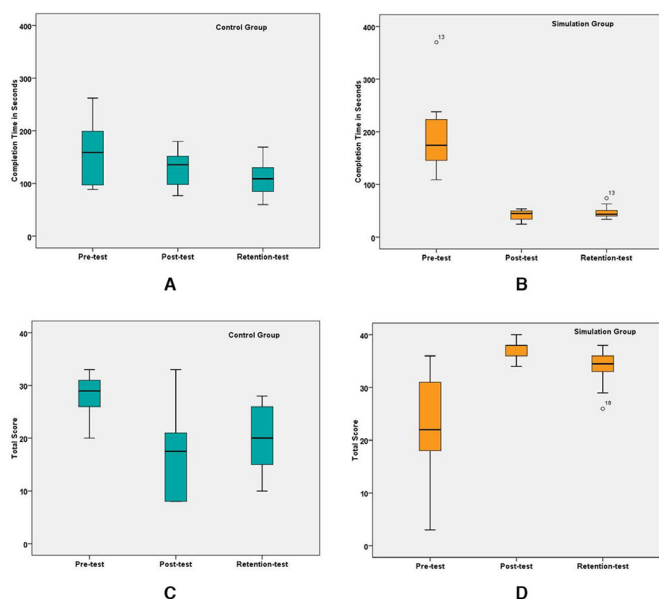 Control Group
Completion Time in Seconds
400
300
200
100
0
Pre-test
Post-test
Retention-test
A
Simulation Group
Completion Time in Seconds
400
300
200
100
0
13
13
Pre-test
Post-test
Retention-test
B
Control Group
Total Score
40
30
20
10
0
Pre-test
Post-test
Retention-test
C
Simulation Group
Total Score
40
30
20
10
0
18
Pre-test
Post-test
Retention-test
D